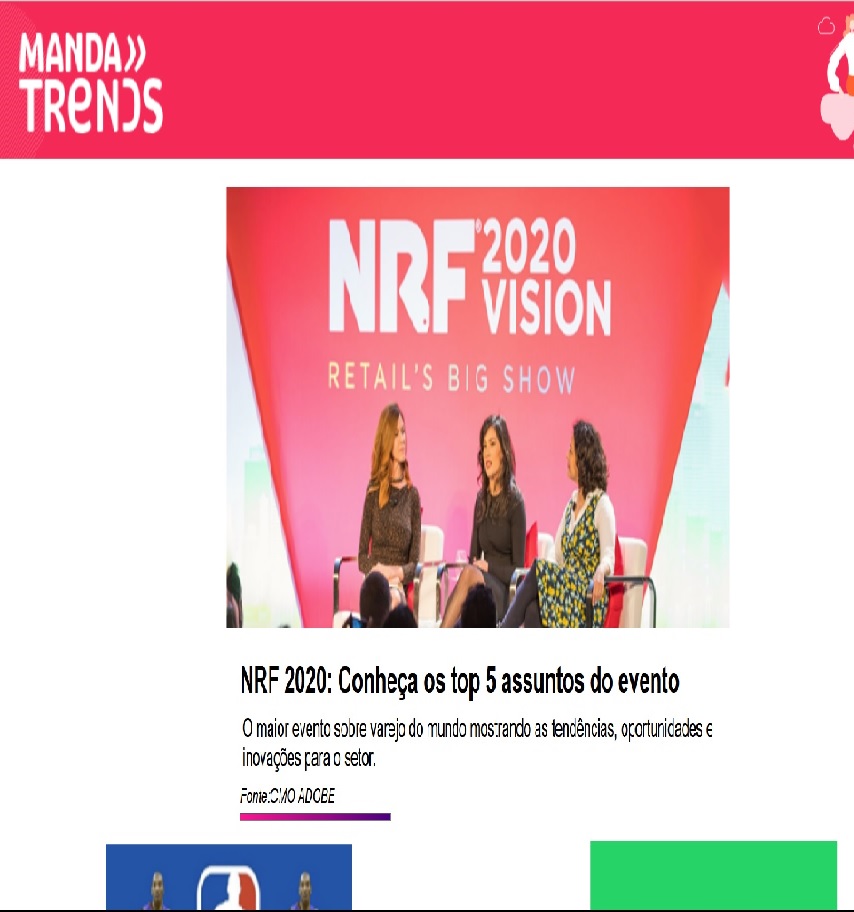 MANDA
TRENDS
NRF® 2020
VISION
RETAIL'S BIG SHOW
NRF 2020: Conheça os top 5 assuntos do evento
O maior evento sobre varejo do mundo mostrando as tendências, oportunidades e
inovações para o setor.
Fonte:CMO ADOBE